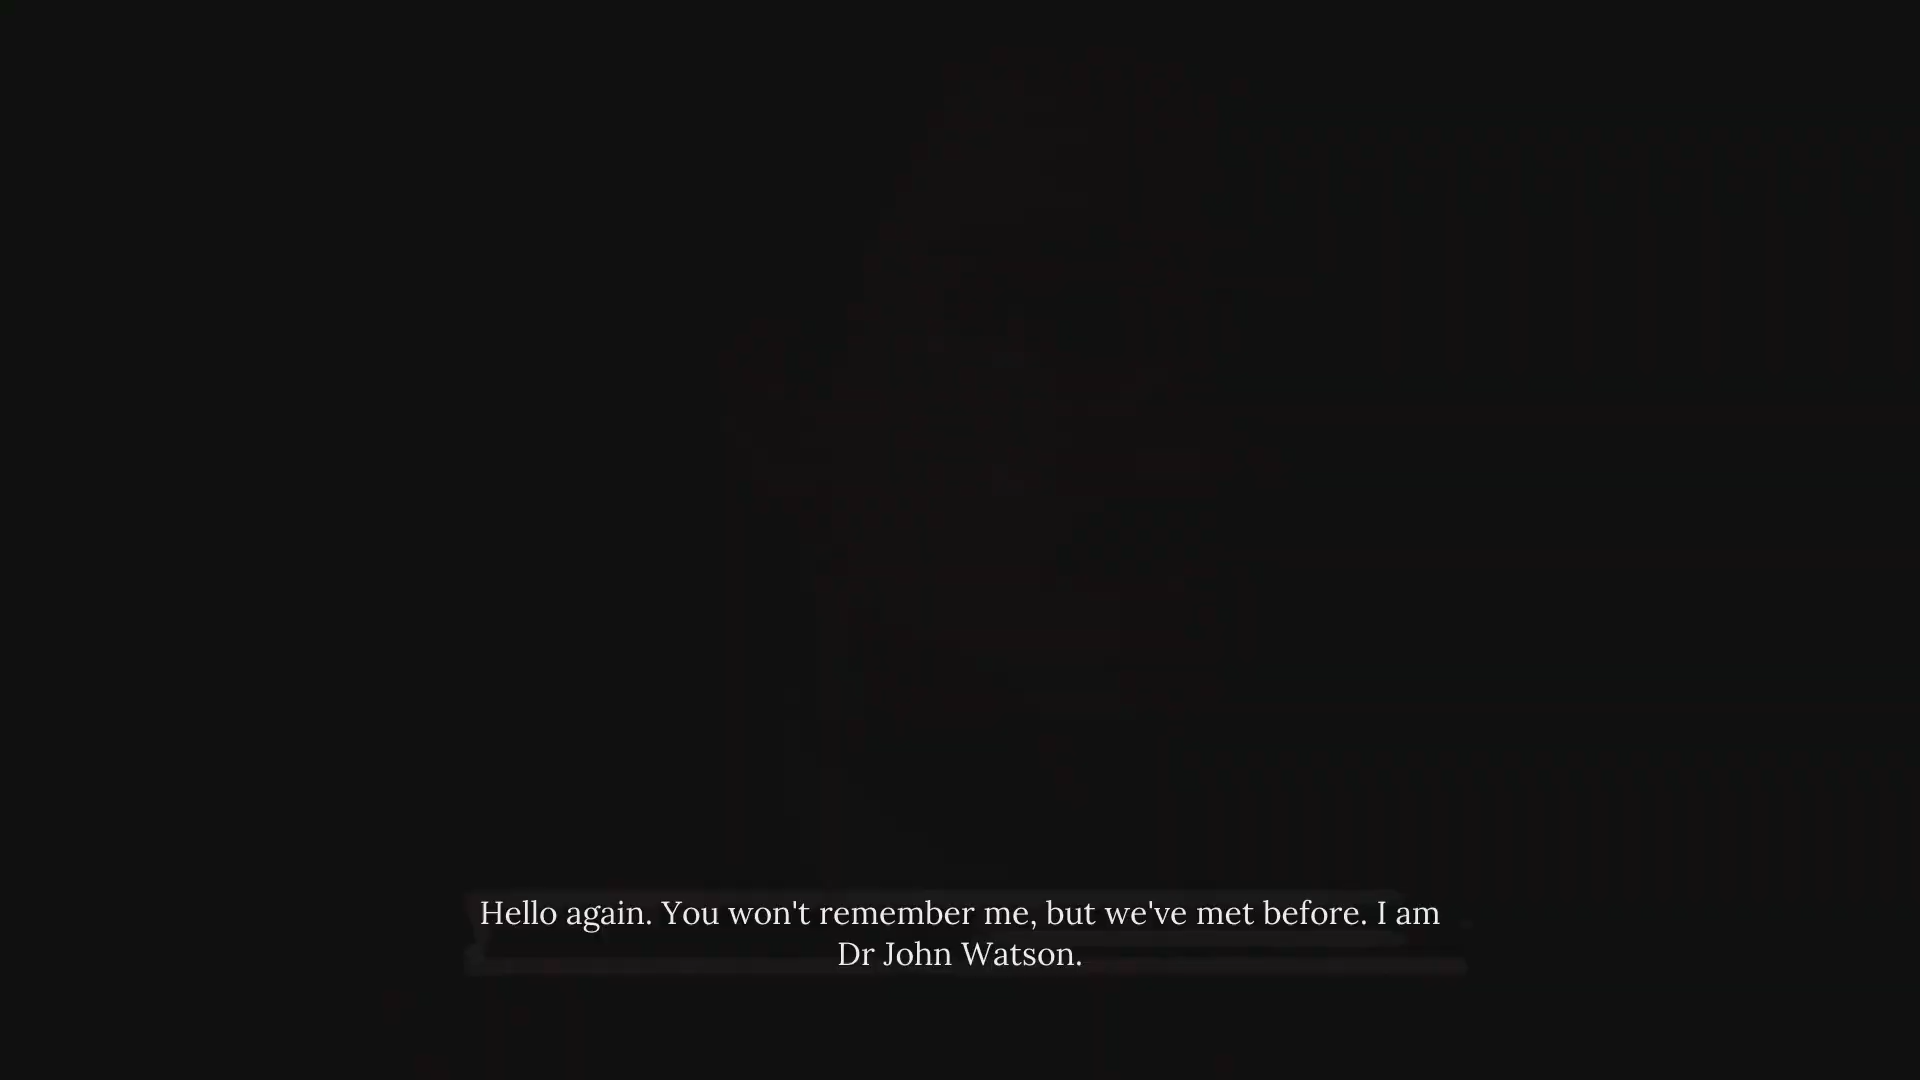 Hello again. You won't remember me, but we've met before. I am
Dr John Watson.